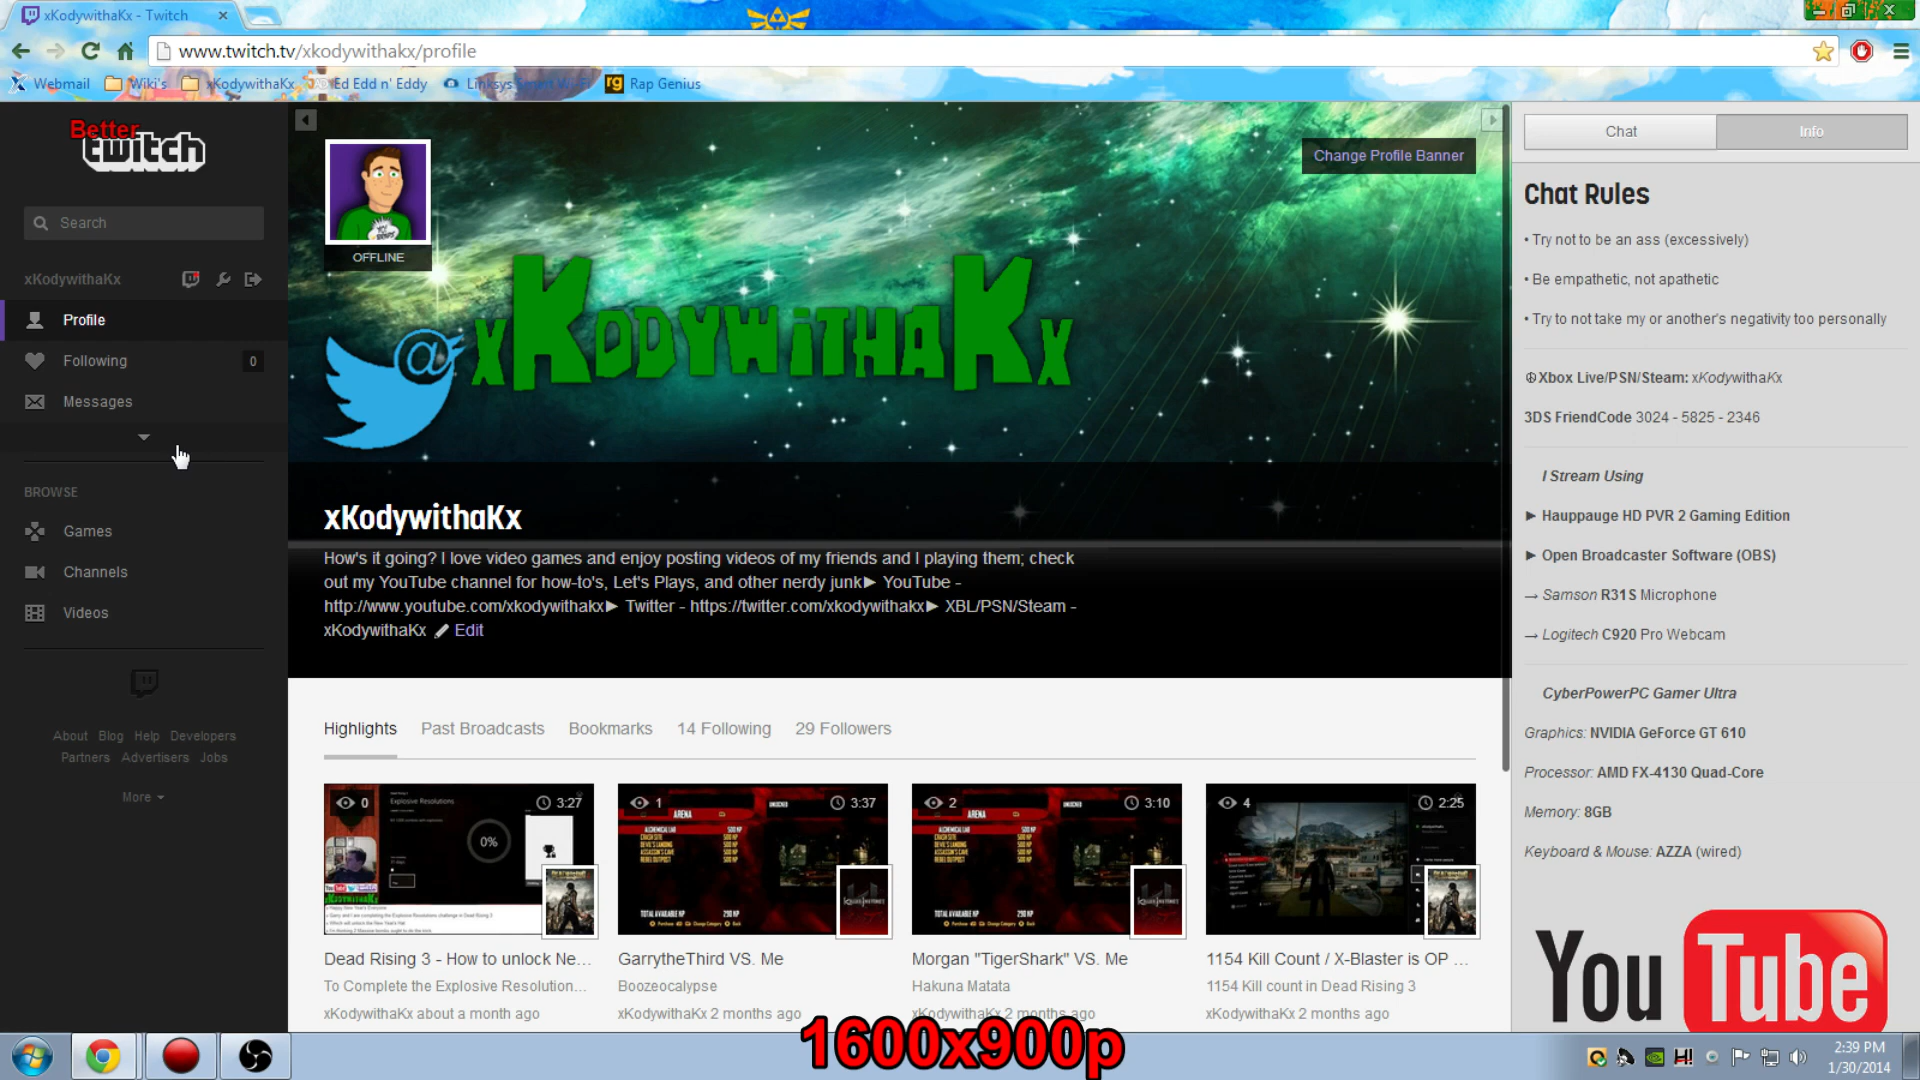 xKodywithaKx - Twitch
www.twitch.tv/xkodywithakx/profile
Webmail
Wiki's
xKodywithaKx
Ed Edd n' Eddy
rg
Rap Genius
Better
twitch
Search
xKodywithaKx
Profile
Following
0
Messages
BROWSE
Games
Channels
Videos
About Blog Help Developers
Partners Advertisers Jobs
More
OFFLINE
Change Profile Banner
@xKodywithaKx
xKodywithaKx
How's it going? I love video games and enjoy posting videos of my friends and I playing them; check
out my YouTube channel for how-to's, Let's Plays, and other nerdy junk► YouTube -
http://www.youtube.com/xkodywithakx► Twitter - https://twitter.com/xkodywithakx► XBL/PSN/Steam -
xKodywithaKx Edit
Highlights
Past Broadcasts
Bookmarks
14 Following
29 Followers
0
Explosive Resolutions
3:27
0%
1
ARENA
3:37
TOTAL AVAILABLE
2
ARENA
3:10
TOTAL AVAILABLE
4
2:25
Dead Rising 3 - How to unlock Ne...
To Complete the Explosive Resolution...
xKodywithaKx about a month ago
GarrytheThird VS. Me
Boozeocalypse
xKodywithaKx 2 months ago
Morgan "TigerShark" VS. Me
Hakuna Matata
xKodywithaKx 2 months ago
1154 Kill Count / X-Blaster is OP ...
1154 Kill count in Dead Rising 3
xKodywithaKx 2 months ago
Chat
Info
Chat Rules
• Try not to be an ass (excessively)
• Be empathetic, not apathetic
• Try to not take my or another's negativity too personally
☮Xbox Live/PSN/Steam: xKodywithaKx
3DS FriendCode 3024 - 5825 - 2346
I Stream Using
► Hauppauge HD PVR 2 Gaming Edition
► Open Broadcaster Software (OBS)
→ Samson R31S Microphone
→ Logitech C920 Pro Webcam
CyberPowerPC Gamer Ultra
Graphics: NVIDIA GeForce GT 610
Processor: AMD FX-4130 Quad-Core
Memory: 8GB
Keyboard & Mouse: AZZA (wired)
You Tube
1600x900p
2:39 PM
1/30/2014